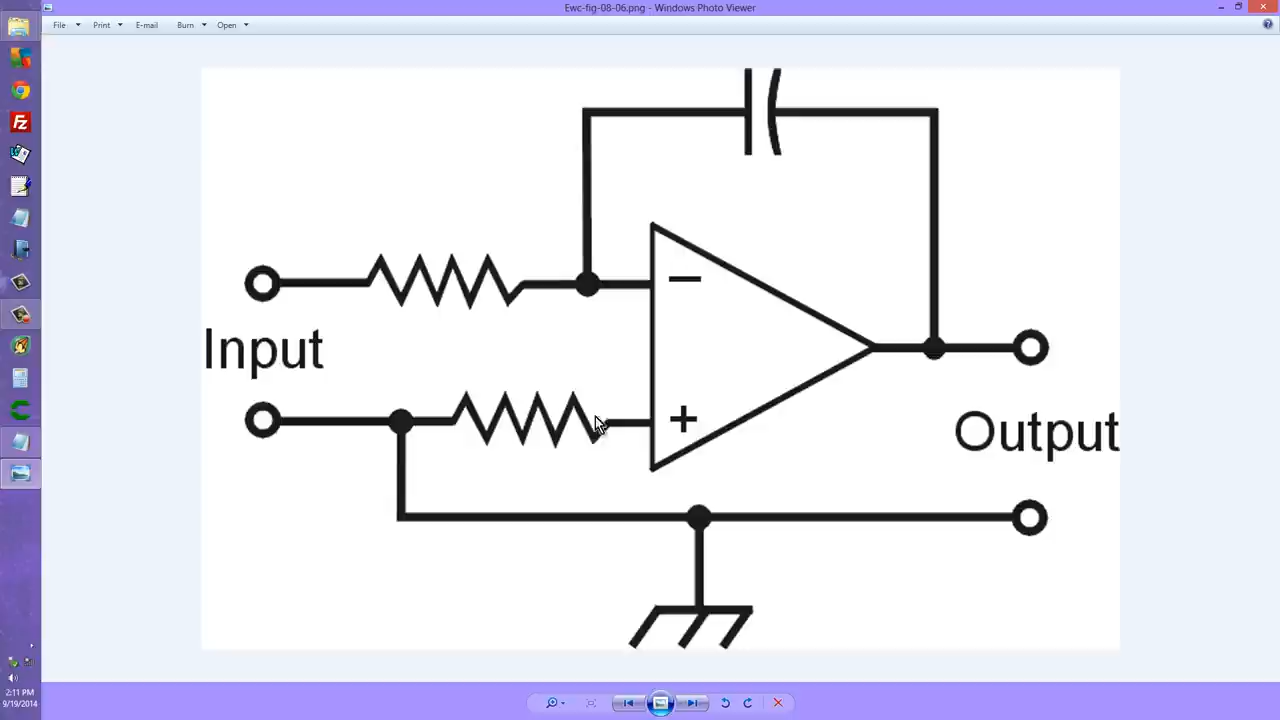 Ewc-fig-08-06.png - Windows Photo Viewer
File Print E-mail Burn Open
Input
−
+
Output
Fz
2:11 PM
9/19/2014